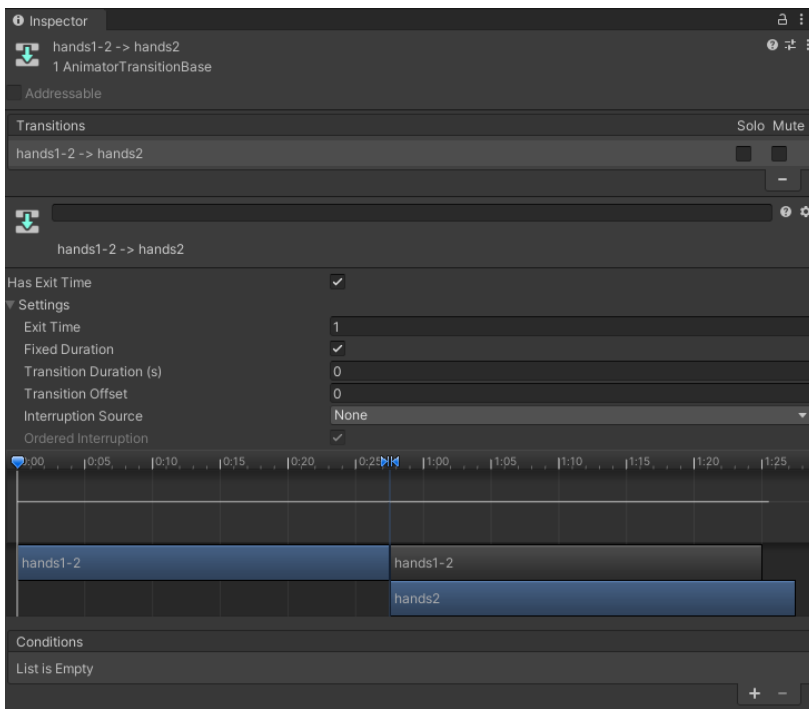 Inspector
hands1-2 -> hands2
1 AnimatorTransitionBase
Addressable
Transitions Solo Mute
hands1-2 -> hands2
hands1-2 -> hands2
Has Exit Time
Settings
Exit Time 1
Fixed Duration
Transition Duration (s) 0
Transition Offset 0
Interruption Source None
Ordered Interruption
0:00 0:05 0:10 0:15 0:20 0:25 1:00 1:05 1:10 1:15 1:20 1:25
hands1-2 hands1-2
hands2
Conditions
List is Empty